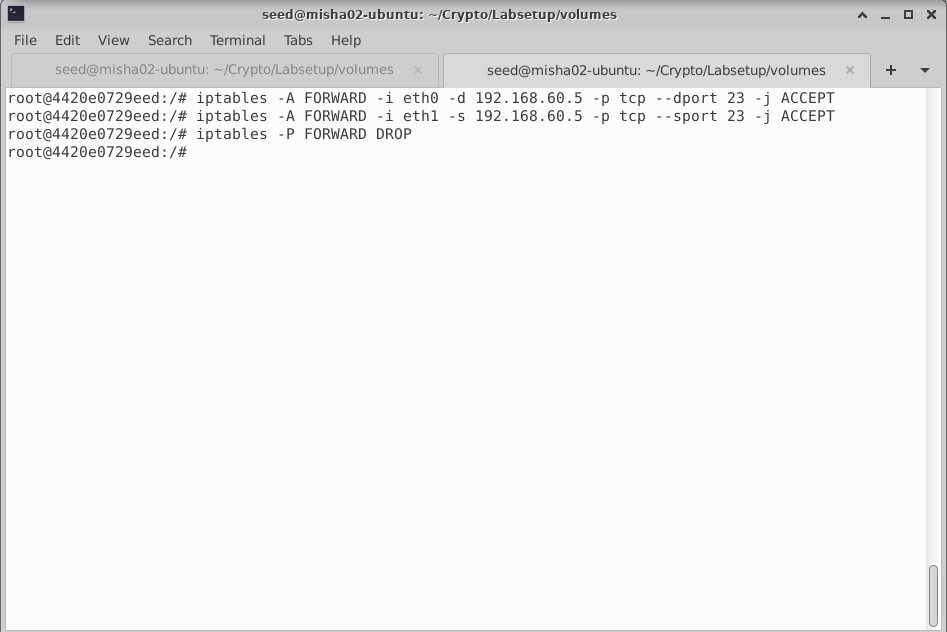 seed@misha02-ubuntu: ~/Crypto/Labsetup/volumes
File Edit View Search Terminal Tabs Help
seed@misha02-ubuntu: ~/Crypto/Labsetup/volumes × seed@misha02-ubuntu: ~/Crypto/Labsetup/volumes × +
root@4420e0729eed:/# iptables -A FORWARD -i eth0 -d 192.168.60.5 -p tcp --dport 23 -j ACCEPT
root@4420e0729eed:/# iptables -A FORWARD -i eth1 -s 192.168.60.5 -p tcp --sport 23 -j ACCEPT
root@4420e0729eed:/# iptables -P FORWARD DROP
root@4420e0729eed:/#